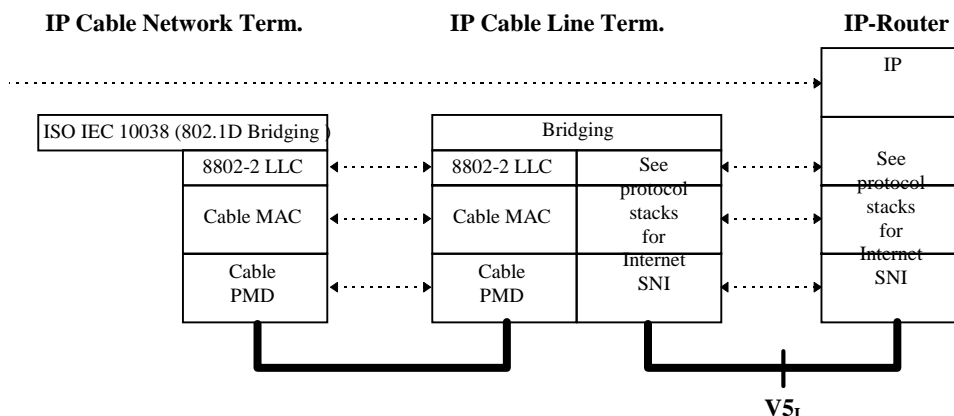 IP Cable Network Term.
IP Cable Line Term.
IP-Router
IP
ISO IEC 10038 (802.1D Bridging )
8802-2 LLC
Cable MAC
Cable
PMD
Bridging
8802-2 LLC
Cable MAC
Cable
PMD
See
protocol
stacks
for
Internet
SNI
See
protocol
stacks
for
Internet
SNI
V5I